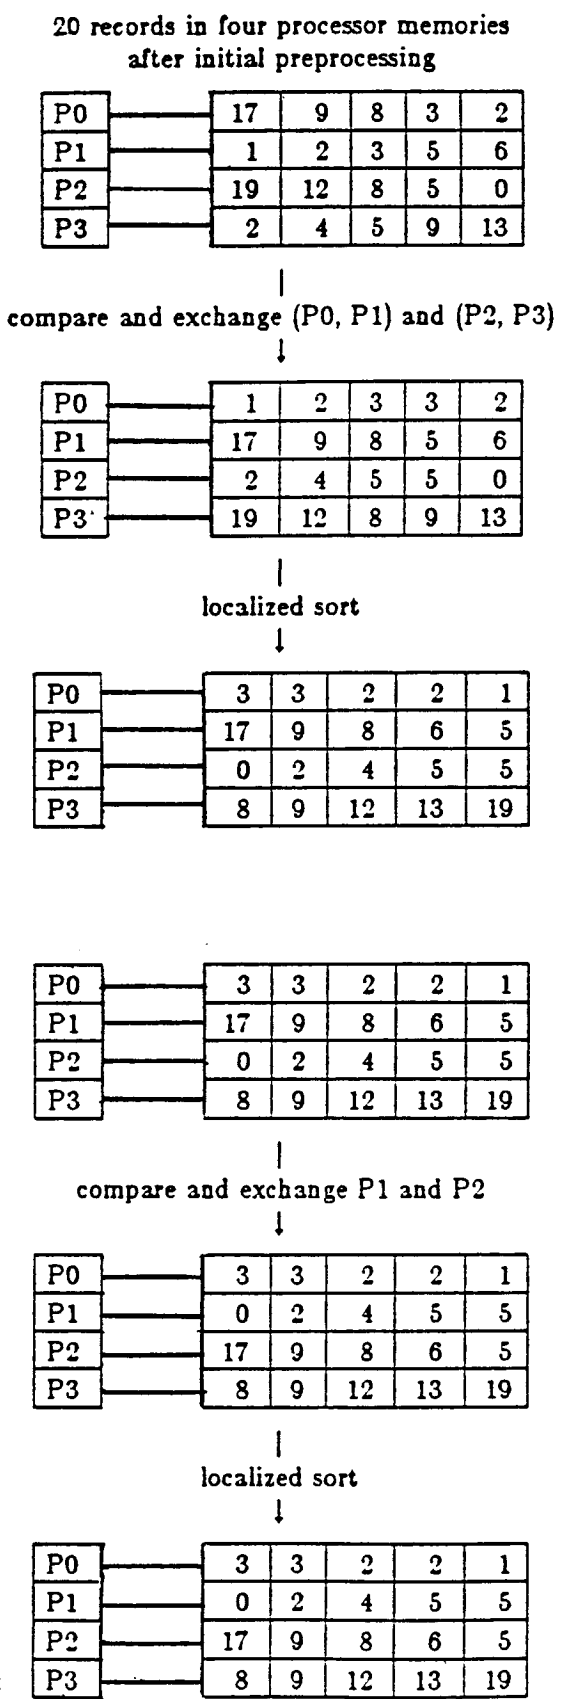 20 records in four processor memories
after initial preprocessing
P0 17 9 8 3 2
P1 1 2 3 5 6
P2 19 12 8 5 0
P3 2 4 5 9 13
compare and exchange (P0, P1) and (P2, P3)
P0 1 2 3 3 2
P1 17 9 8 5 6
P2 2 4 5 5 0
P3 19 12 8 9 13
localized sort
P0 3 3 2 2 1
P1 17 9 8 6 5
P2 0 2 4 5 5
P3 8 9 12 13 19
P0 3 3 2 2 1
P1 17 9 8 6 5
P2 0 2 4 5 5
P3 8 9 12 13 19
compare and exchange P1 and P2
P0 3 3 2 2 1
P1 0 2 4 5 5
P2 17 9 8 6 5
P3 8 9 12 13 19
localized sort
P0 3 3 2 2 1
P1 0 2 4 5 5
P2 17 9 8 6 5
P3 8 9 12 13 19